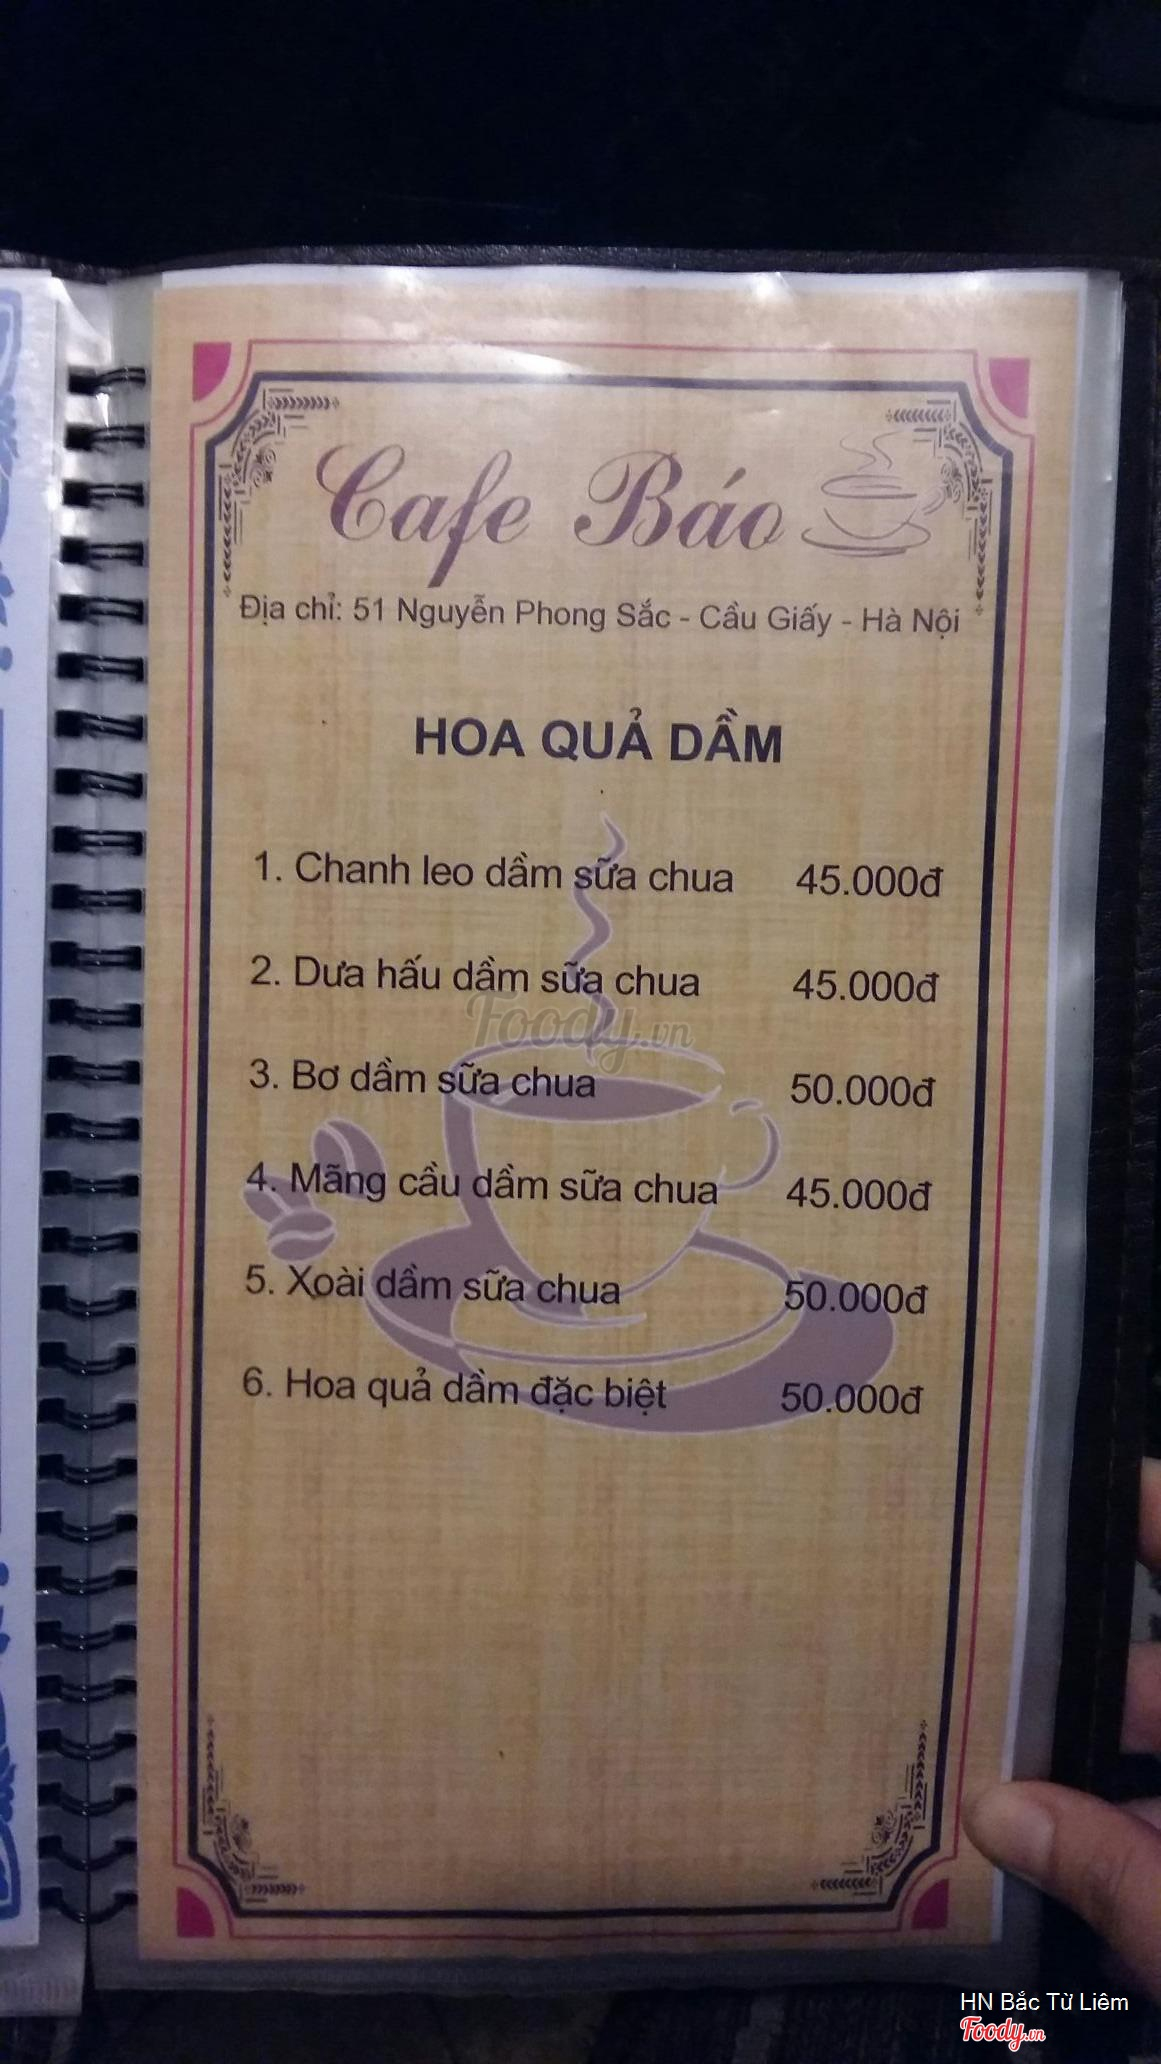 Cafe Báo
Địa chỉ: 51 Nguyễn Phong Sắc - Cầu Giấy - Hà Nội
HOA QUẢ DẦM
1. Chanh leo dầm sữa chua 45.000đ
2. Dưa hấu dầm sữa chua 45.000đ
Foody.vn
3. Bơ dầm sữa chua 50.000đ
4. Mãng cầu dầm sữa chua 45.000đ
5. Xoài dầm sữa chua 50.000đ
6. Hoa quả dầm đặc biệt 50.000đ
HN Bắc Từ Liêm
Foody.vn